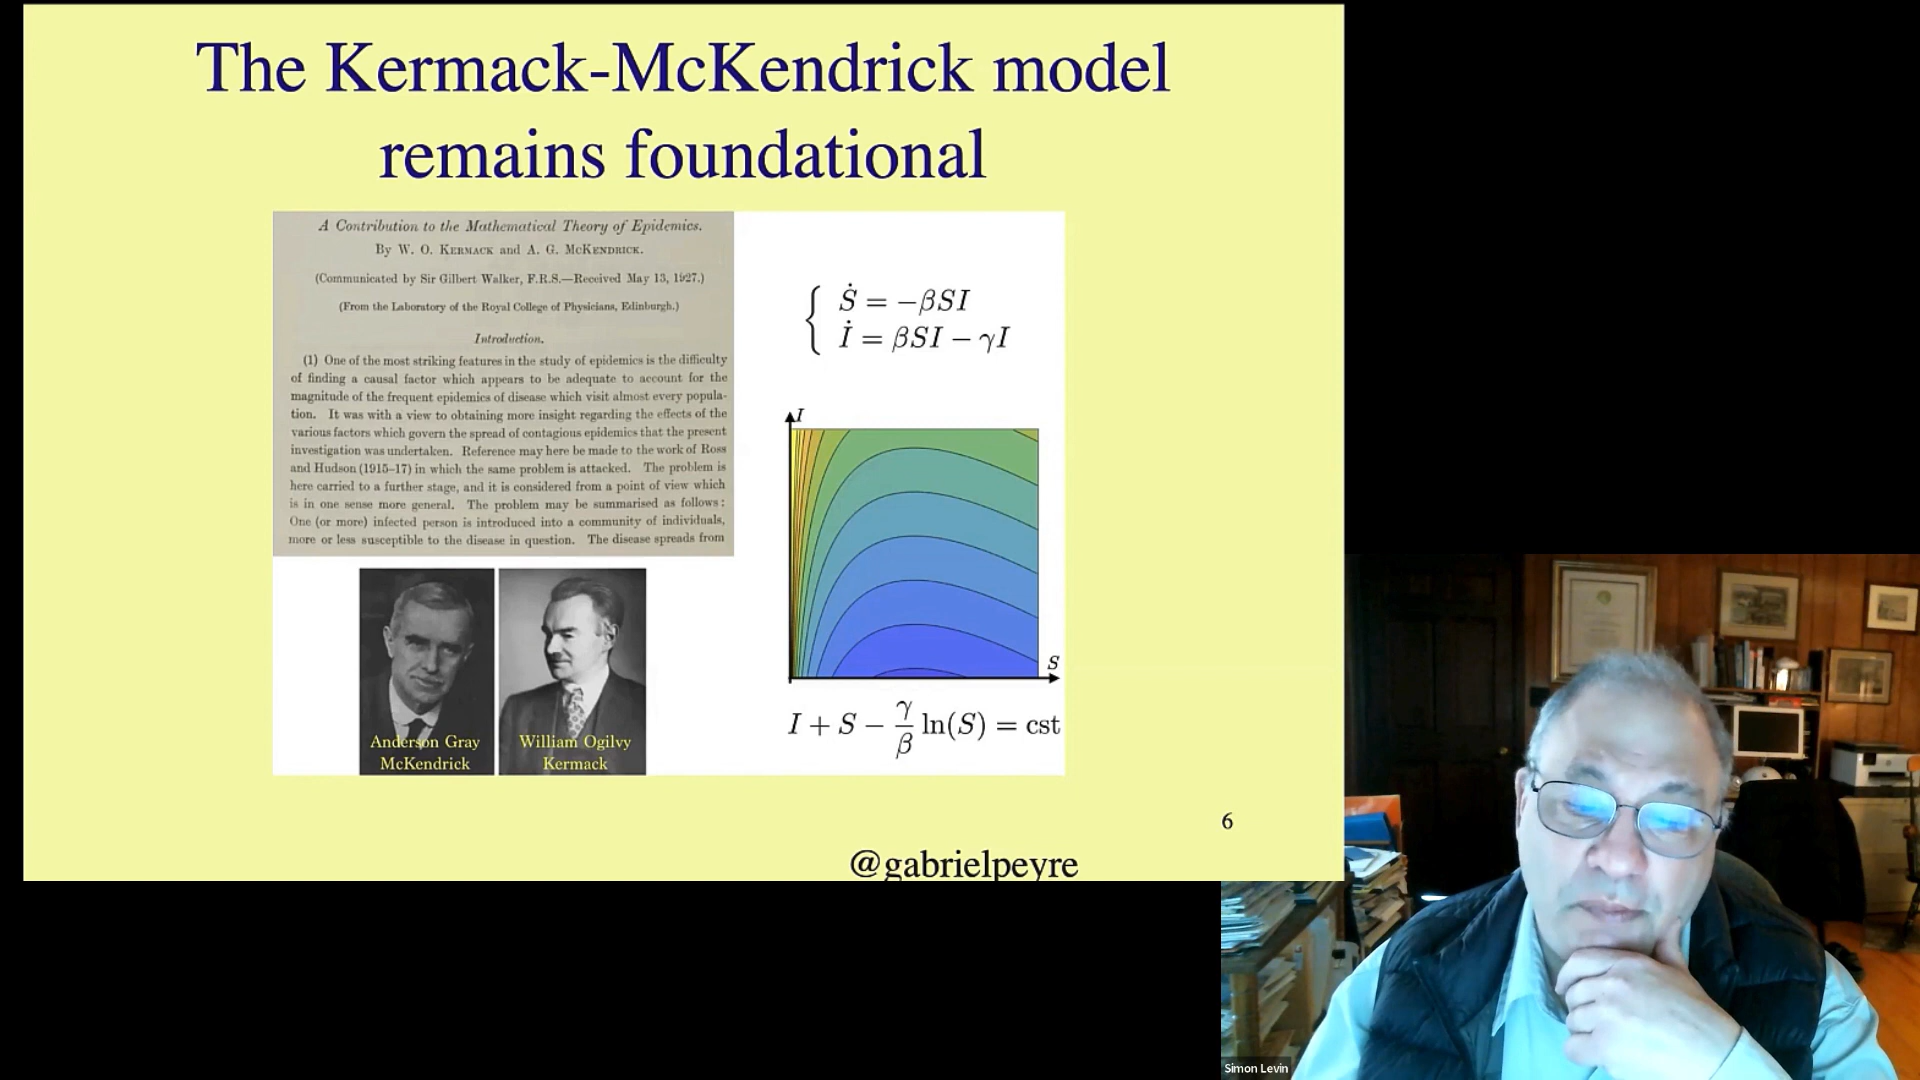 The Kermack-McKendrick model
remains foundational
A Contribution to the Mathematical Theory of Epidemics.
By W. O. KERMACK and A. G. McKENDRICK.
(Communicated by Sir Gilbert Walker, F.R.S.—Received May 13, 1927.)
(From the Laboratory of the Royal College of Physicians, Edinburgh.)
Introduction.
(1) One of the most striking features in the study of epidemics is the difficulty
of finding a causal factor which appears to be adequate to account for the
magnitude of the frequent epidemics of disease which visit almost every popula-
tion. It was with a view to obtaining more insight regarding the effects of the
various factors which govern the spread of contagious epidemics that the present
investigation was undertaken. Reference may here be made to the work of Ross
and Hudson (1915–17) in which the same problem is attacked. The problem is
here carried to a further stage, and it is considered from a point of view which
is in one sense more general. The problem may be summarised as follows:
One (or more) infected person is introduced into a community of individuals,
more or less susceptible to the disease in question. The disease spreads from
Anderson Gray
McKendrick
William Ogilvy
Kermack
Ṡ = −βSI
İ = βSI − γI
I
S
I + S − γ/β ln(S) = cst
6
@gabrielpeyre
Simon Levin